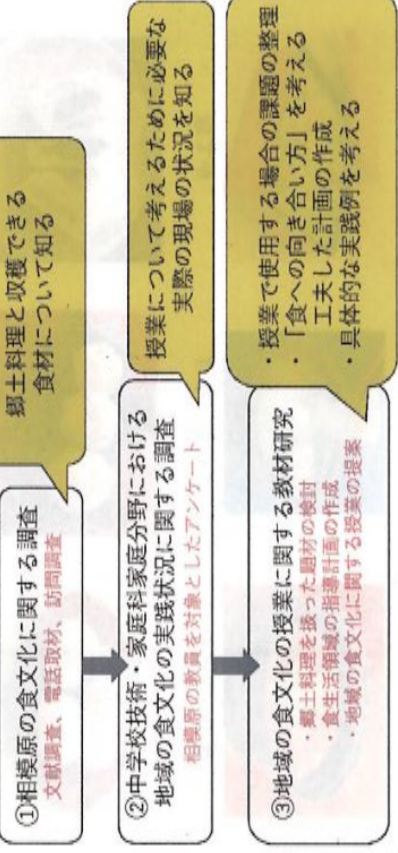 ①相模原の食文化に関する調査
文献調査、電話取材、訪問調査
郷土料理と収穫できる
食材について知る
②中学校技術・家庭科家庭分野における
地域の食文化の実践状況に関する調査
相模原の教員を対象としたアンケート
授業について考えるために必要な
実際の現場の状況を知る
③地域の食文化の授業に関する教材研究
・郷土料理を扱った題材の検討
・食生活領域の指導計画の作成
・地域の食文化に関する授業の提案
・授業で使用する場合の課題の整理
・「食への向き合い方」を考える
工夫した計画の作成
・具体的な実践例を考える